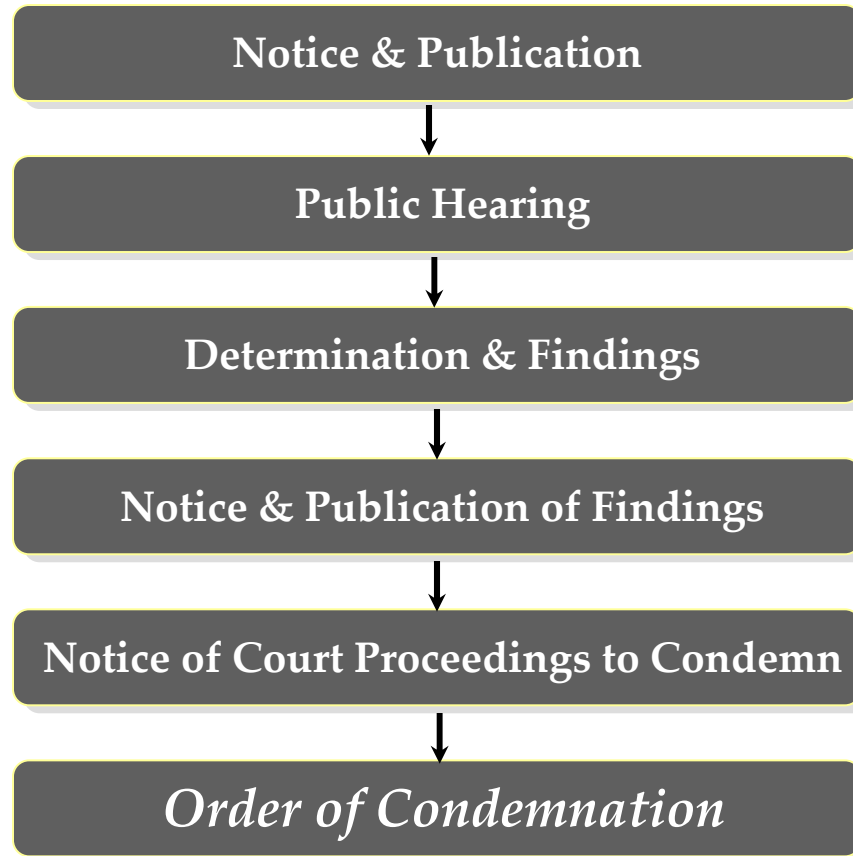 Notice & Publication
Public Hearing
Determination & Findings
Notice & Publication of Findings
Notice of Court Proceedings to Condemn
Order of Condemnation